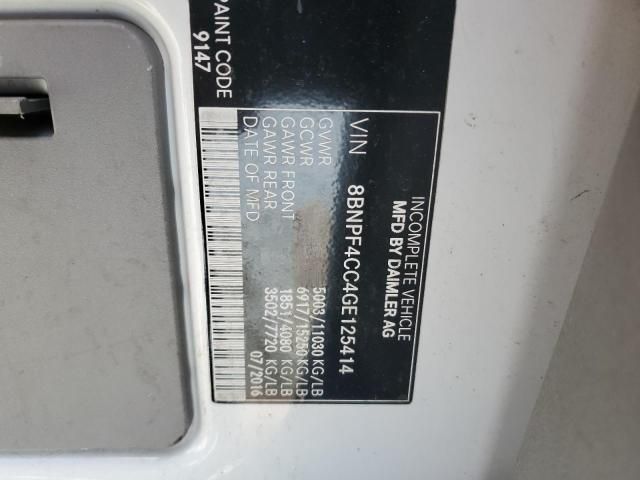 INCOMPLETE VEHICLE
MFD BY DAIMLER AG
VIN 8BNPF4CC4GE125414
GVWR 5003/11030 KG/LB
GCWR 6917/15250 KG/LB
GAWR FRONT 1851/4080 KG/LB
GAWR REAR 3502/7720 KG/LB
DATE OF MFD 07/2016
PAINT CODE
9147